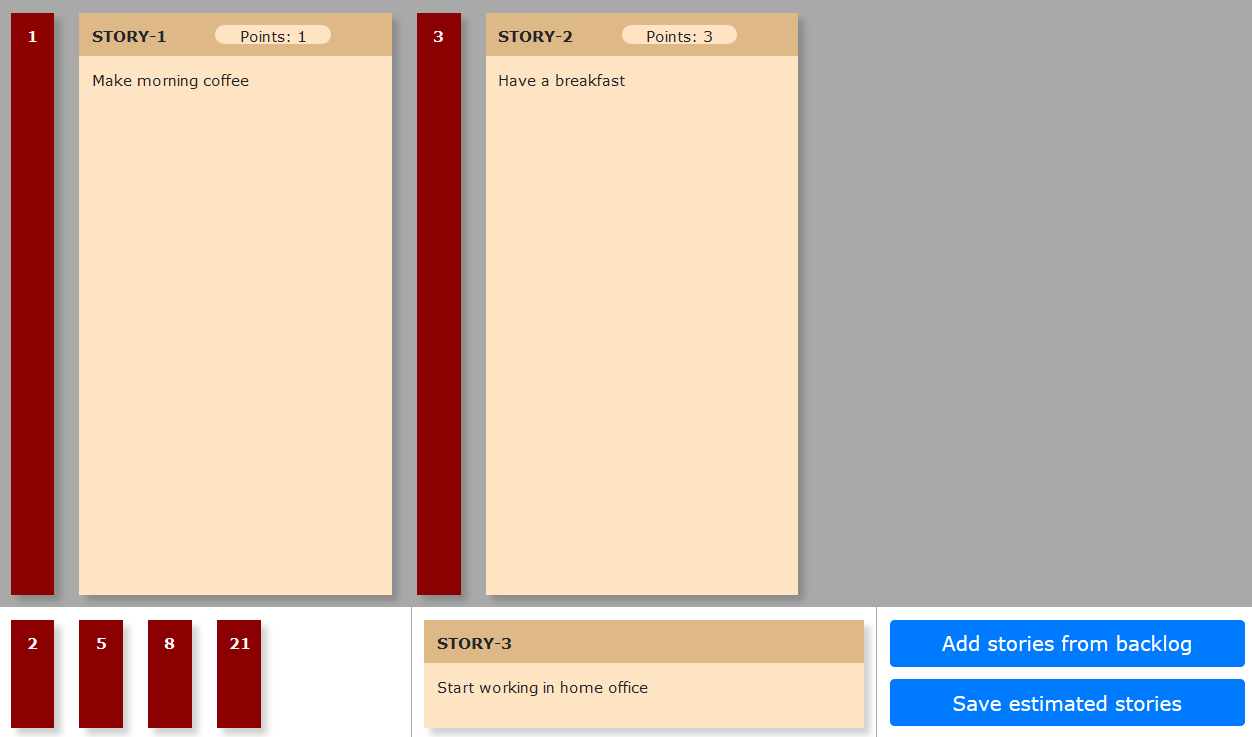 1
STORY-1
Points: 1
Make morning coffee
3
STORY-2
Points: 3
Have a breakfast
2
5
8
21
STORY-3
Start working in home office
Add stories from backlog
Save estimated stories